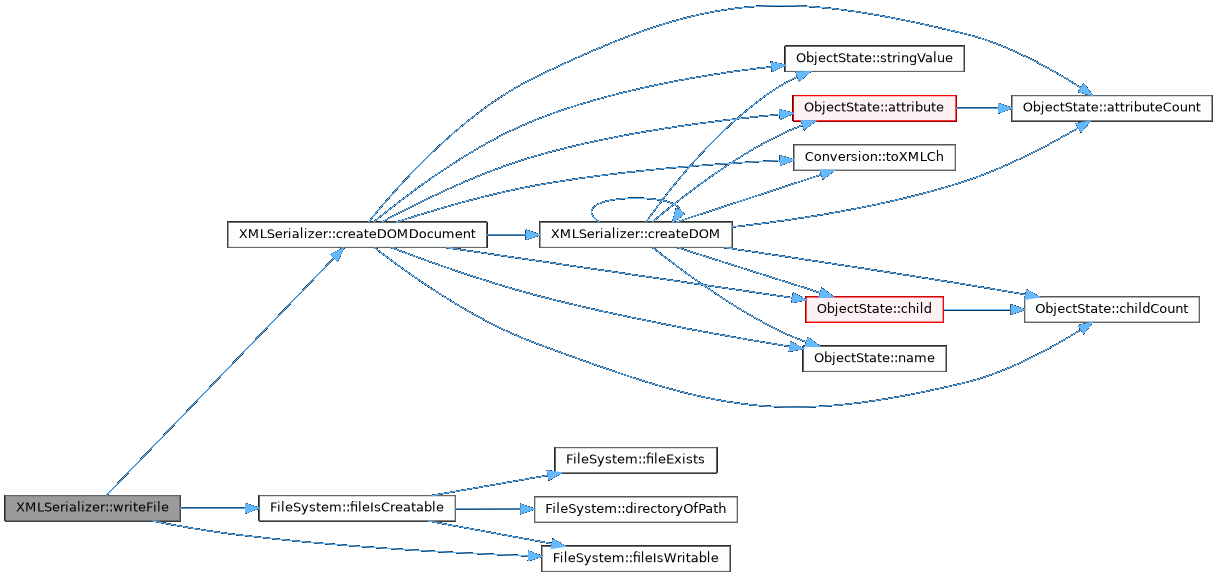 ObjectState::stringValue
ObjectState::attribute
ObjectState::attributeCount
Conversion::toXMLCh
XMLSerializer::createDOMDocument
XMLSerializer::createDOM
ObjectState::child
ObjectState::childCount
ObjectState::name
FileSystem::fileExists
XMLSerializer::writeFile
FileSystem::fileIsCreatable
FileSystem::directoryOfPath
FileSystem::fileIsWritable